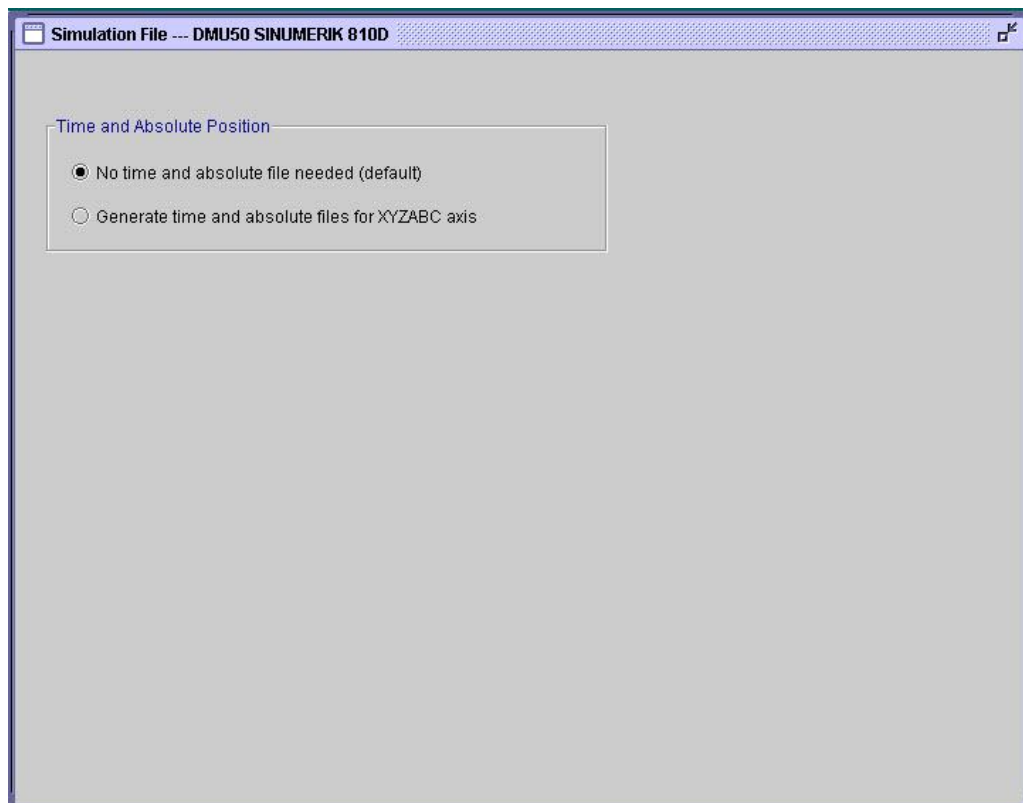 Simulation File --- DMU50 SINUMERIK 810D
Time and Absolute Position
No time and absolute file needed (default)
Generate time and absolute files for XYZABC axis